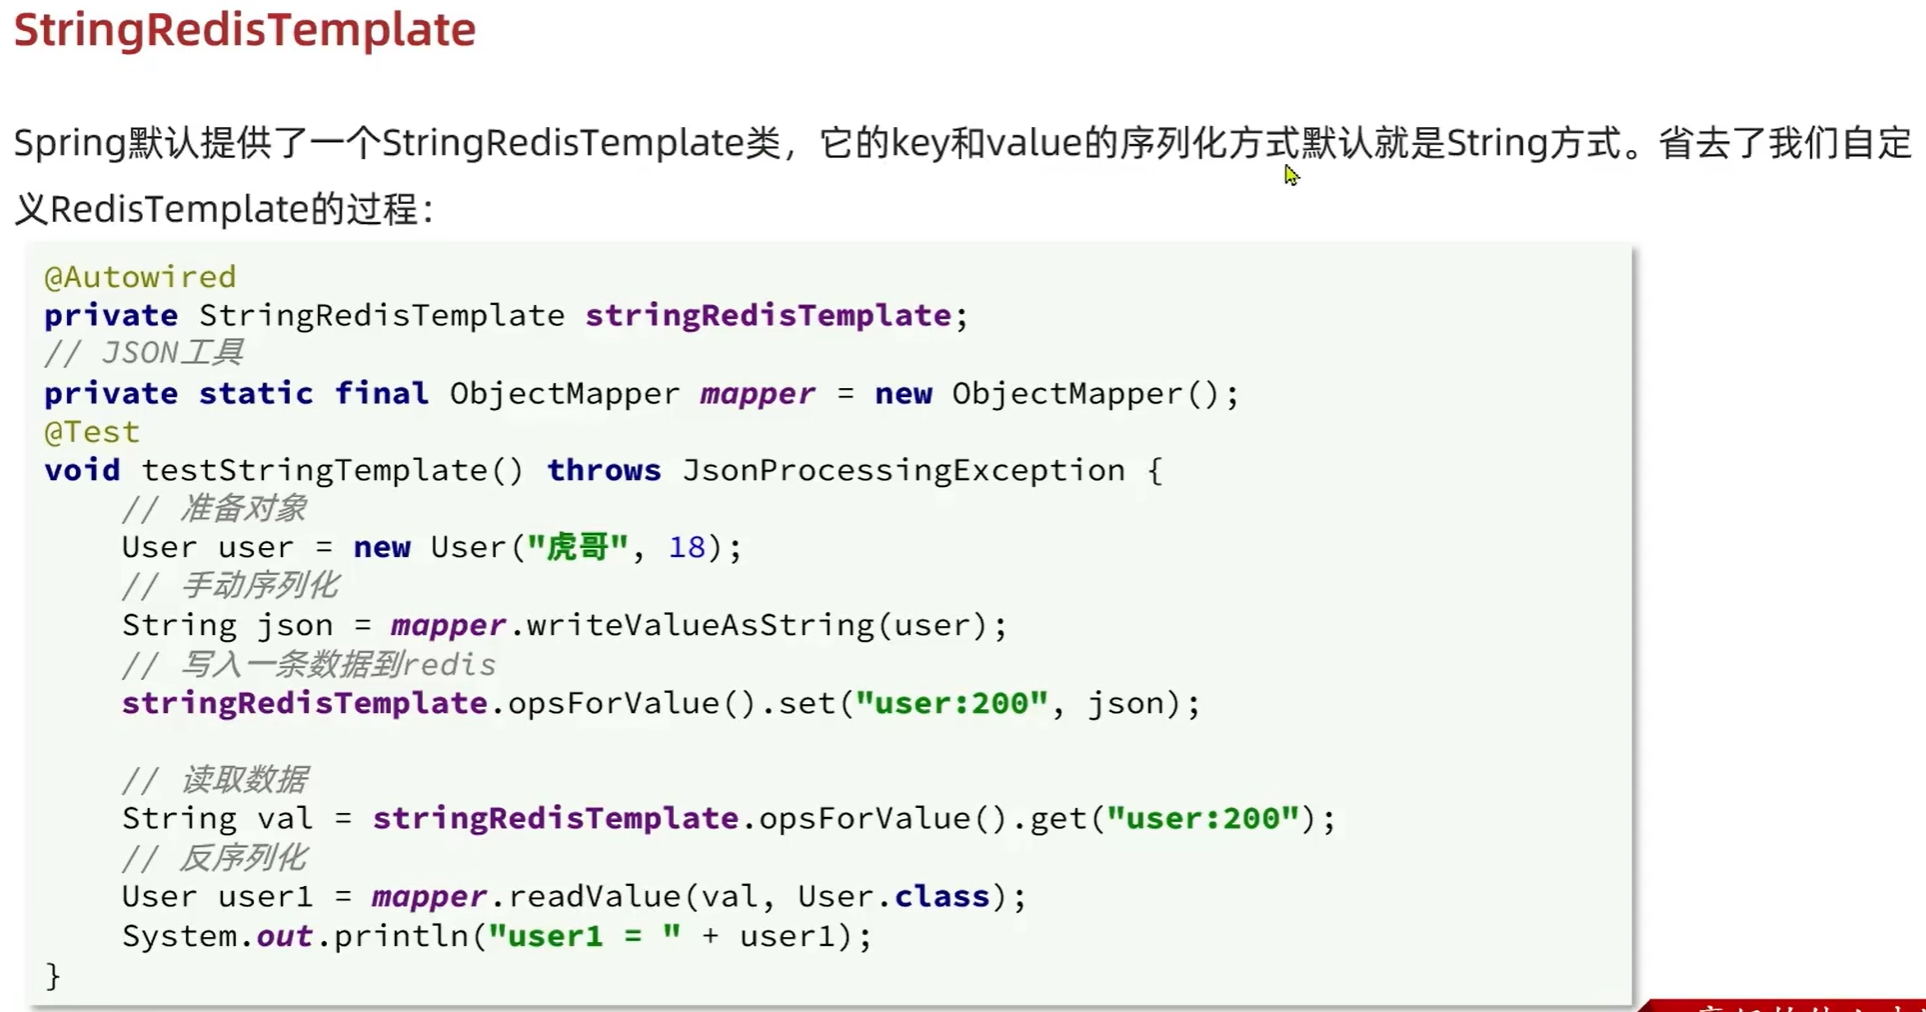 StringRedisTemplate
Spring默认提供了一个StringRedisTemplate类，它的key和value的序列化方式默认就是String方式。省去了我们自定
义RedisTemplate的过程：
@Autowired
private StringRedisTemplate stringRedisTemplate;
// JSON工具
private static final ObjectMapper mapper = new ObjectMapper();
@Test
void testStringTemplate() throws JsonProcessingException {
    // 准备对象
    User user = new User("虎哥", 18);
    // 手动序列化
    String json = mapper.writeValueAsString(user);
    // 写入一条数据到redis
    stringRedisTemplate.opsForValue().set("user:200", json);
    // 读取数据
    String val = stringRedisTemplate.opsForValue().get("user:200");
    // 反序列化
    User user1 = mapper.readValue(val, User.class);
    System.out.println("user1 = " + user1);
}